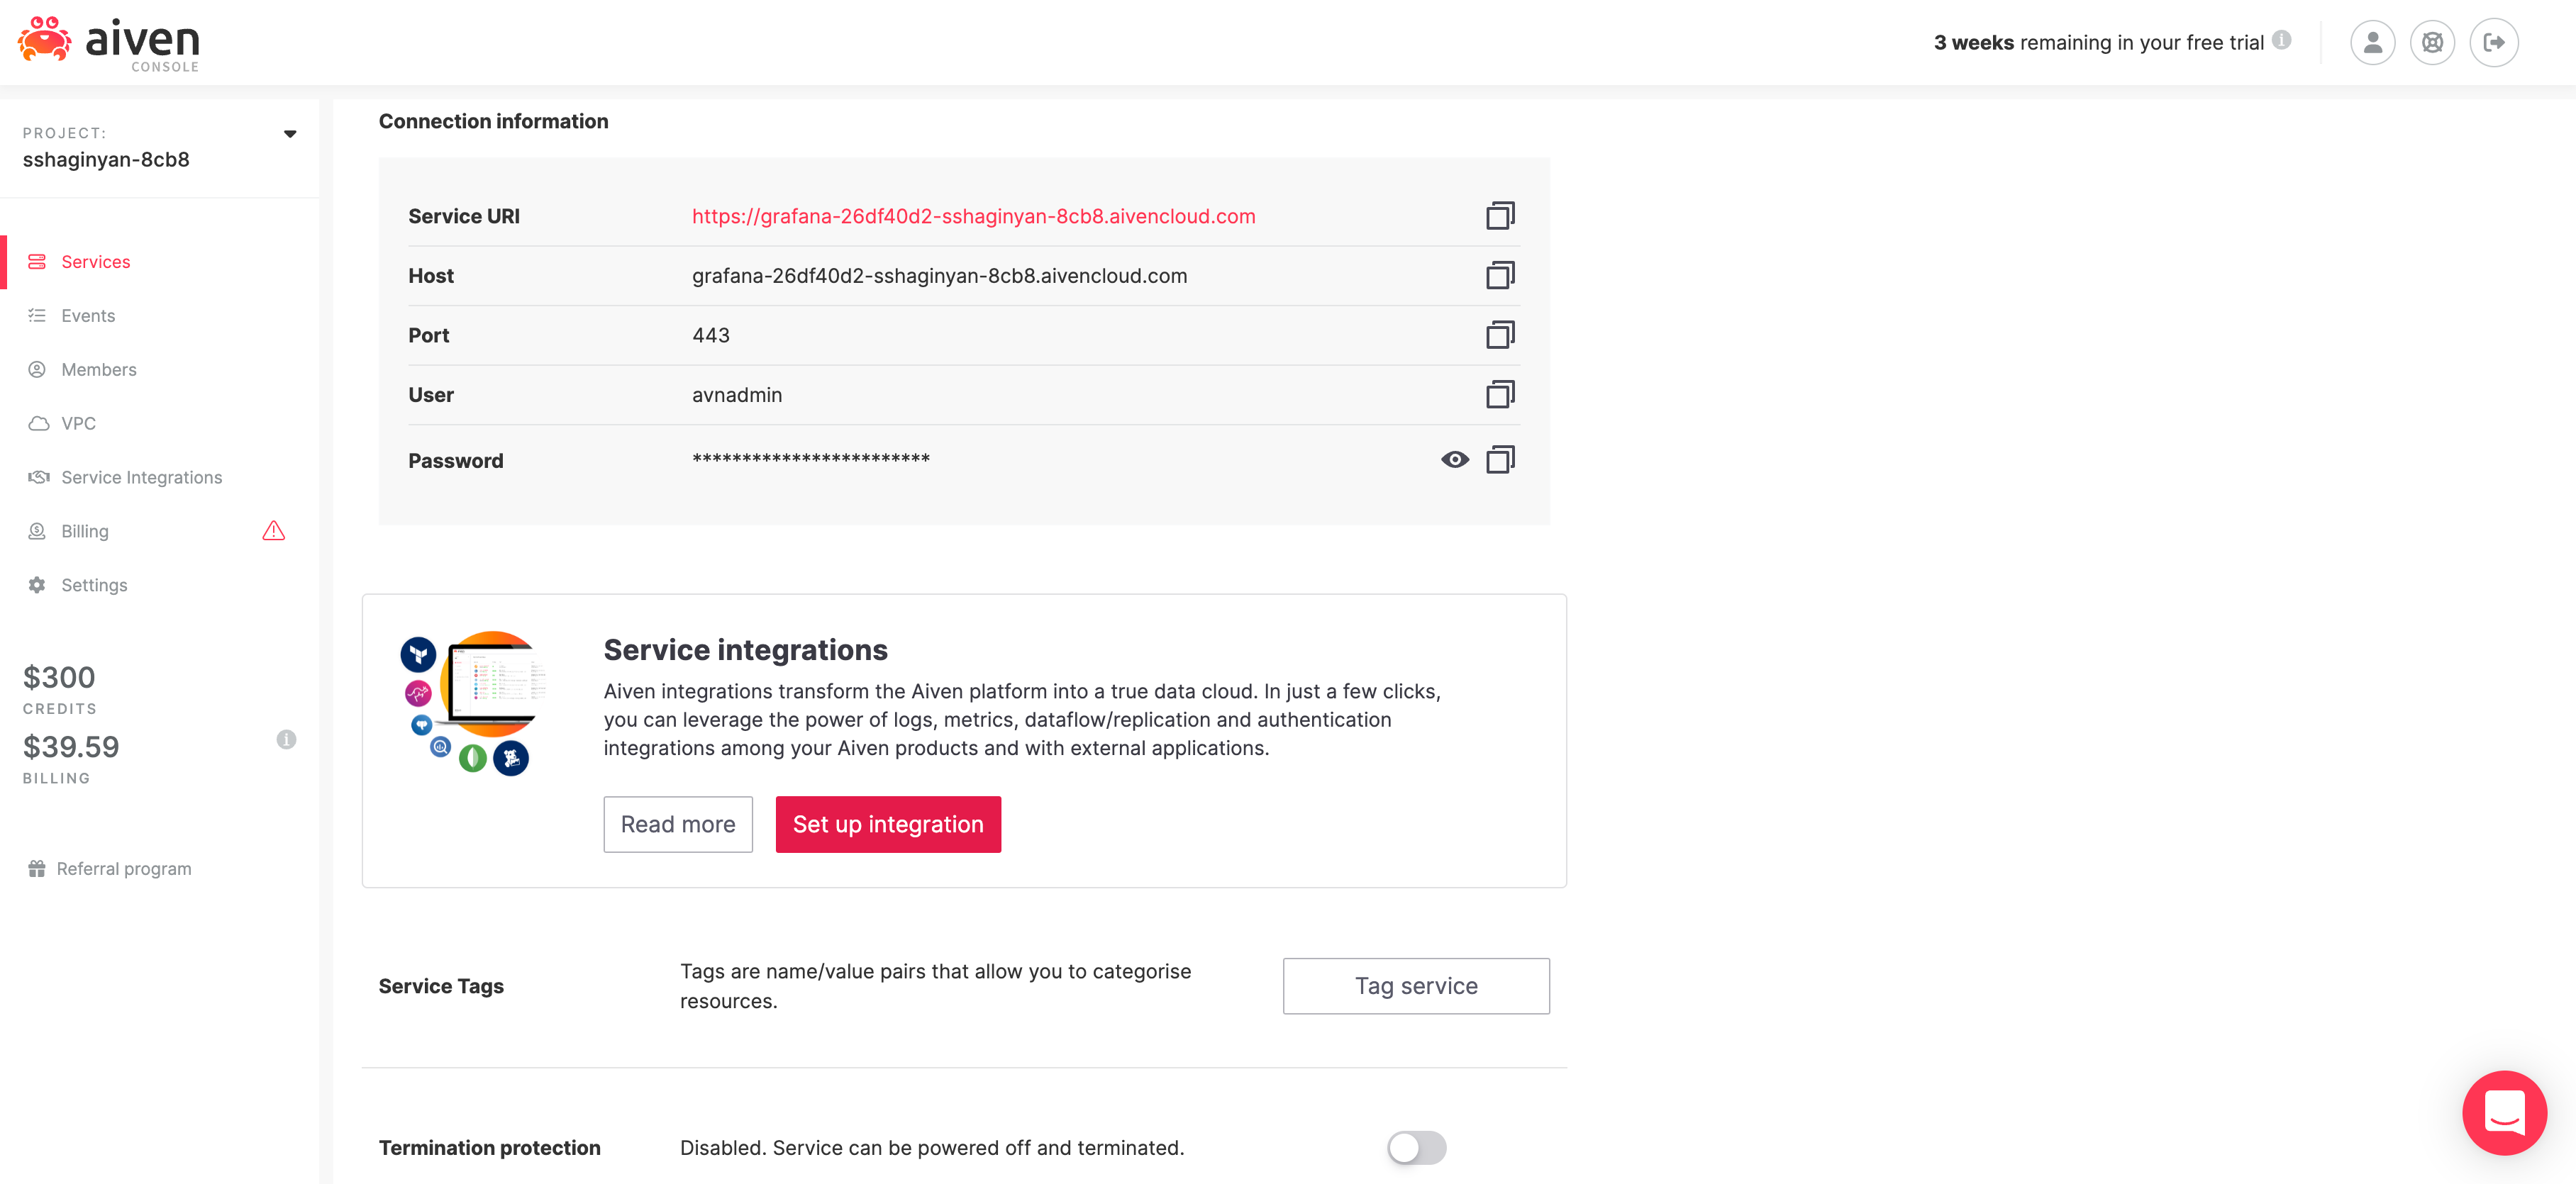 aiven
CONSOLE
3 weeks remaining in your free trial
PROJECT:
sshaginyan-8cb8
Services
Events
Members
VPC
Service Integrations
Billing
Settings
$300
CREDITS
$39.59
BILLING
Referral program
Connection information
Service URI https://grafana-26df40d2-sshaginyan-8cb8.aivencloud.com
Host grafana-26df40d2-sshaginyan-8cb8.aivencloud.com
Port 443
User avnadmin
Password ************************
Service integrations
Aiven integrations transform the Aiven platform into a true data cloud. In just a few clicks,
you can leverage the power of logs, metrics, dataflow/replication and authentication
integrations among your Aiven products and with external applications.
Read more Set up integration
Service Tags
Tags are name/value pairs that allow you to categorise
resources.
Tag service
Termination protection Disabled. Service can be powered off and terminated.